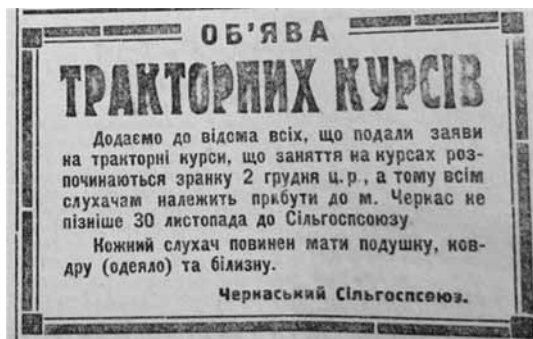 ОБ'ЯВА
ТРАКТОРНИХ КУРСІВ
Додаємо до відома всіх, що подали заяви
на тракторні курси, що заняття на курсах роз-
починаються зранку 2 грудня ц. р., а тому всім
слухачам належить прибути до м. Черкас не
пізніше 30 листопада до Сільгоспсоюзу
Кожний слухач повинен мати подушку, ков-
дру (одеяло) та білизну.
Черкаський Сільгоспсоюз.